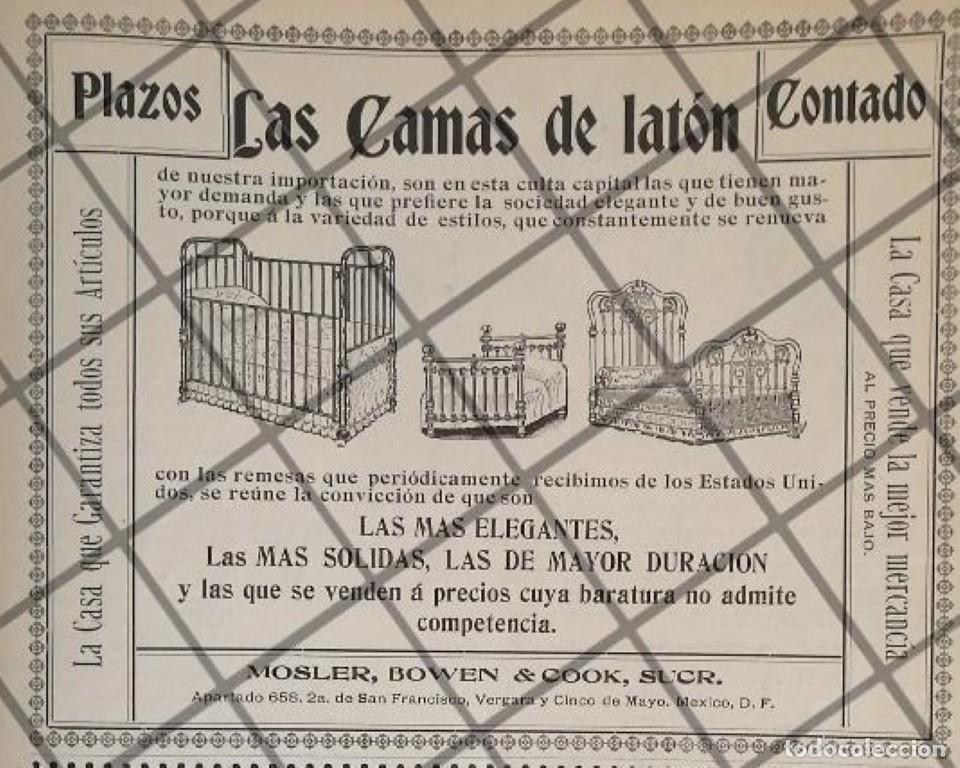 Plazos
Las Camas de latón
Contado
de nuestra importación, son en esta culta capital las que tienen ma-
yor demanda y las que prefiere la sociedad elegante y de buen gus-
to, porque á la variedad de estilos, que constantemente se renueva
La Casa que Garantiza todos sus Artículos
La Casa que vende la mejor mercancía
AL PRECIO MAS BAJO.
con las remesas que periódicamente recibimos de los Estados Uni-
dos, se reúne la convicción de que son
LAS MAS ELEGANTES,
Las MAS SOLIDAS, LAS DE MAYOR DURACION
y las que se venden á precios cuya baratura no admite
competencia.
MOSLER, BOWEN & COOK, SUCR.
Apartado 658. 2a. de San Francisco, Vergara y Cinco de Mayo. Mexico, D. F.
todocoleccion